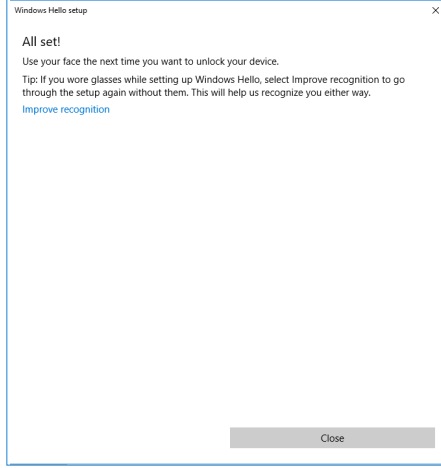 Windows Hello setup
All set!
Use your face the next time you want to unlock your device.
Tip: If you wore glasses while setting up Windows Hello, select Improve recognition to go
through the setup again without them. This will help us recognize you either way.
Improve recognition
Close